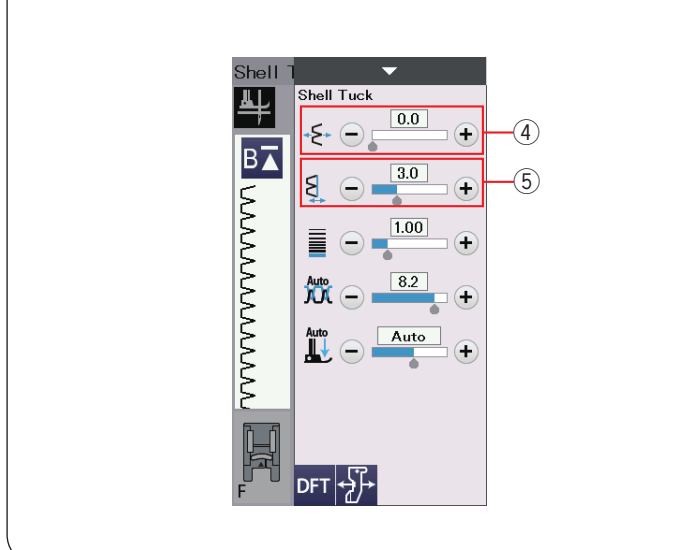 Shell T
Shell Tuck
0.0
④
B
3.0
⑤
1.00
Auto
8.2
Auto
Auto
F
DFT